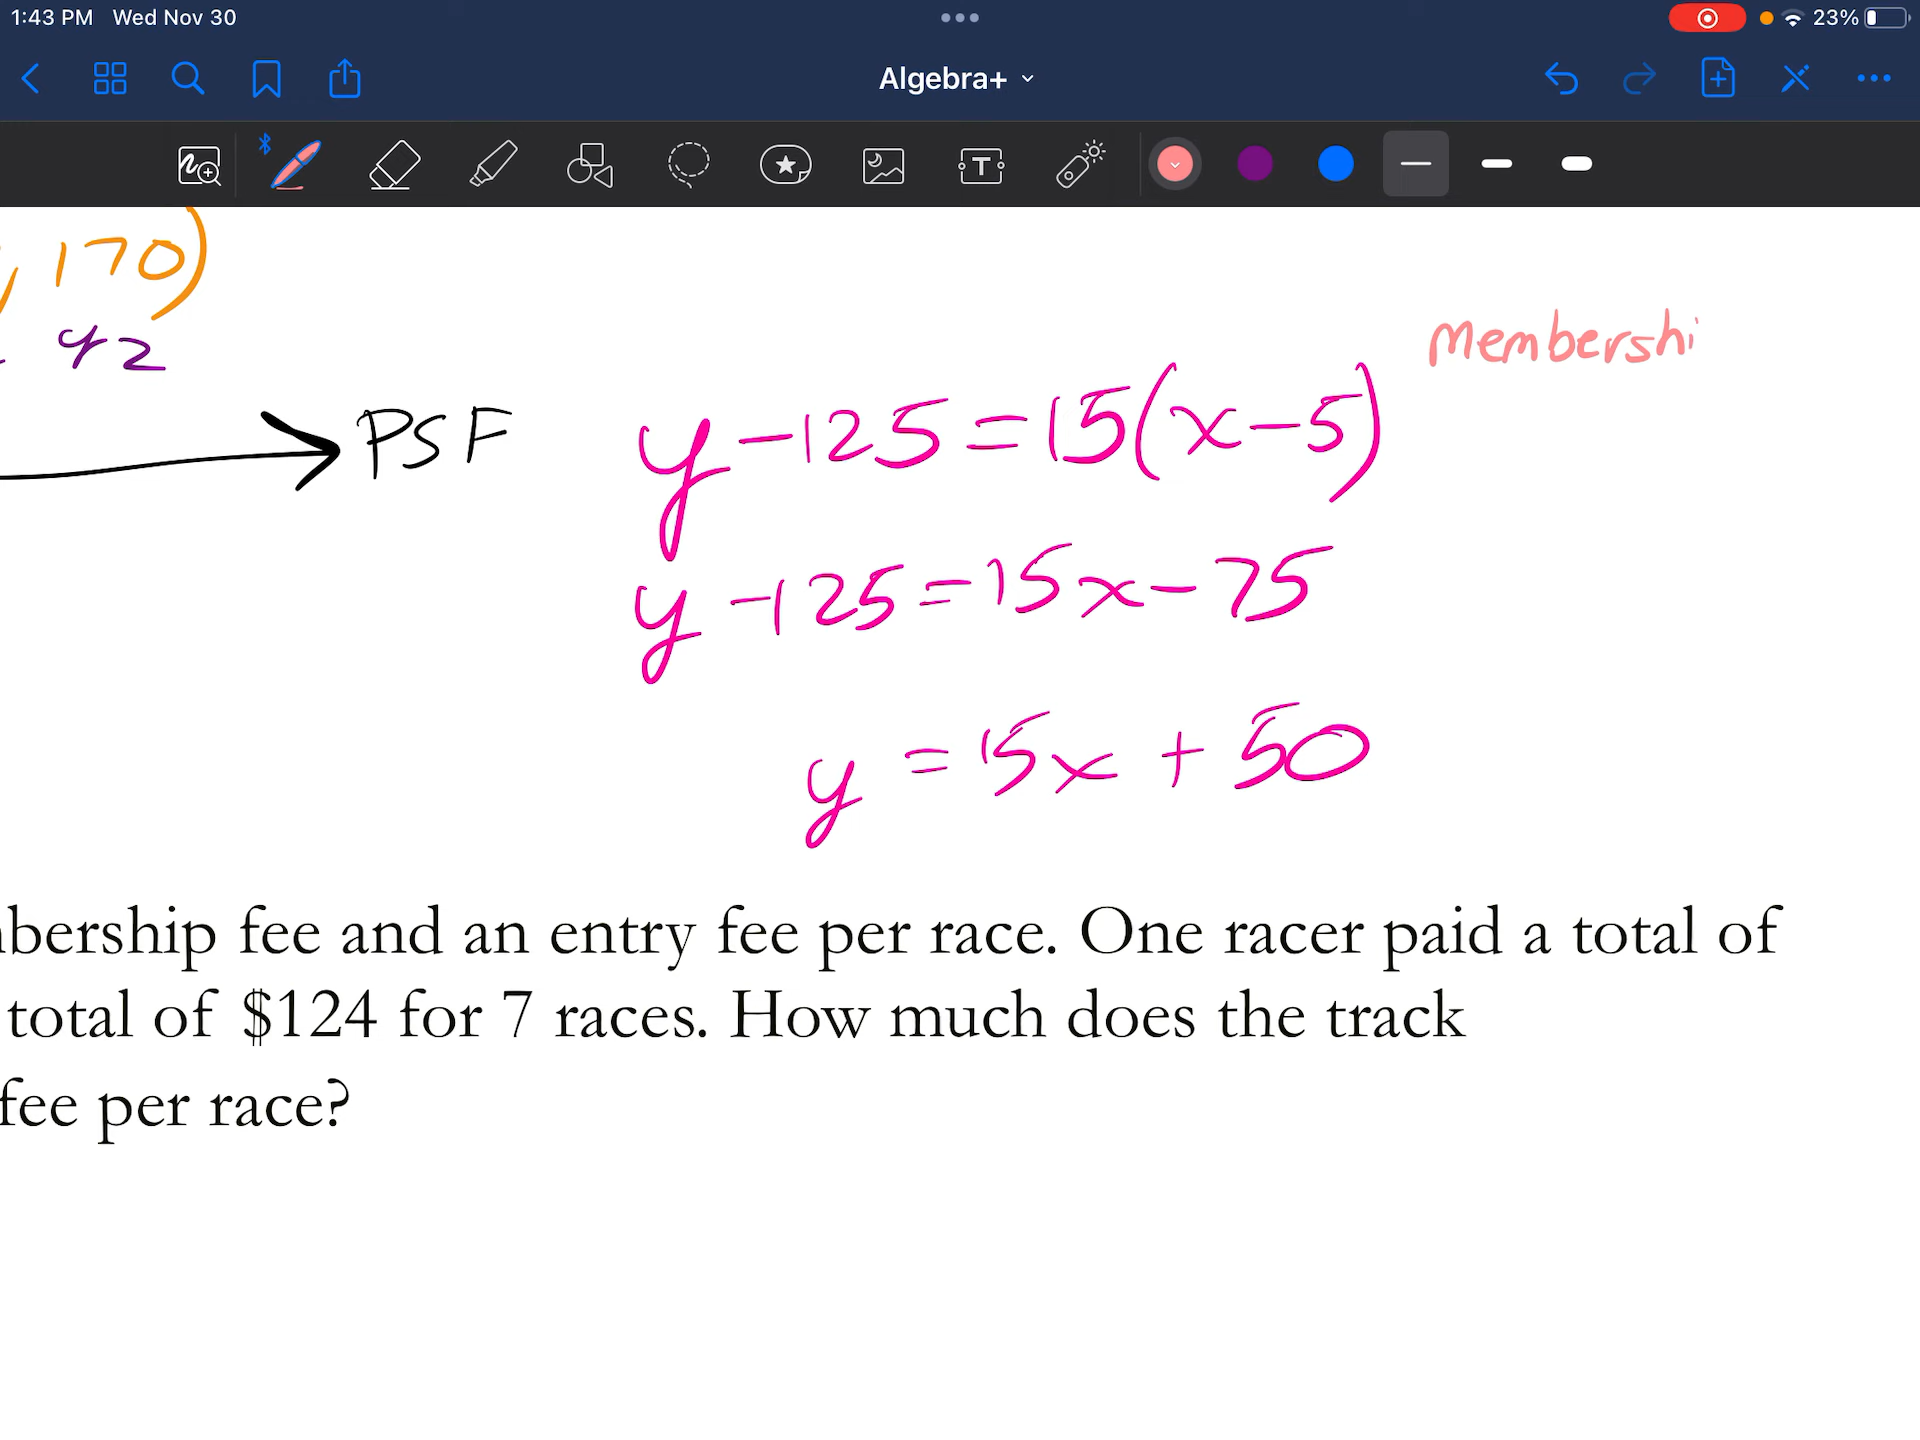 1:43 PM Wed Nov 30
23%
Algebra+
T
, 170)
y2
PSF
Membershi
y-125=15(x-5)
y-125=15x-75
y=15x+50
bership fee and an entry fee per race. One racer paid a total of
total of $124 for 7 races. How much does the track
fee per race?